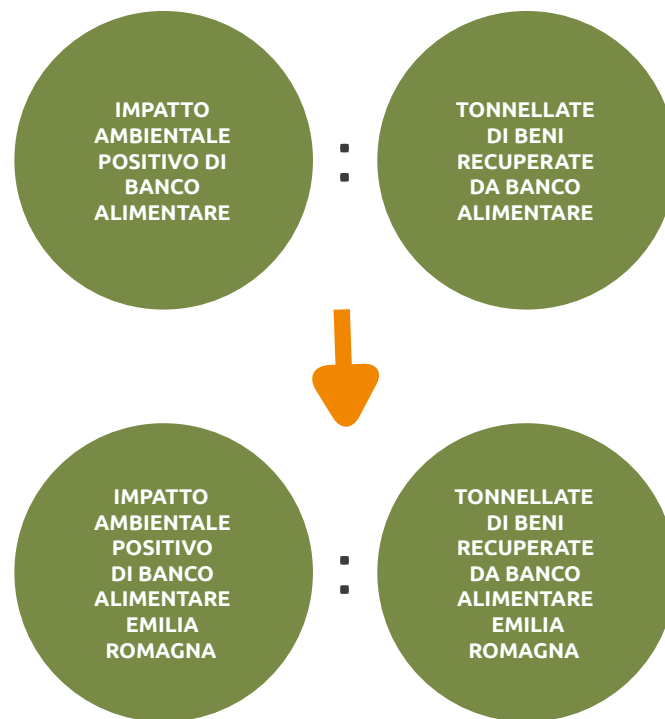 IMPATTO
AMBIENTALE
POSITIVO DI
BANCO
ALIMENTARE
:
TONNELLATE
DI BENI
RECUPERATE
DA BANCO
ALIMENTARE
IMPATTO
AMBIENTALE
POSITIVO
DI BANCO
ALIMENTARE
EMILIA
ROMAGNA
:
TONNELLATE
DI BENI
RECUPERATE
DA BANCO
ALIMENTARE
EMILIA
ROMAGNA